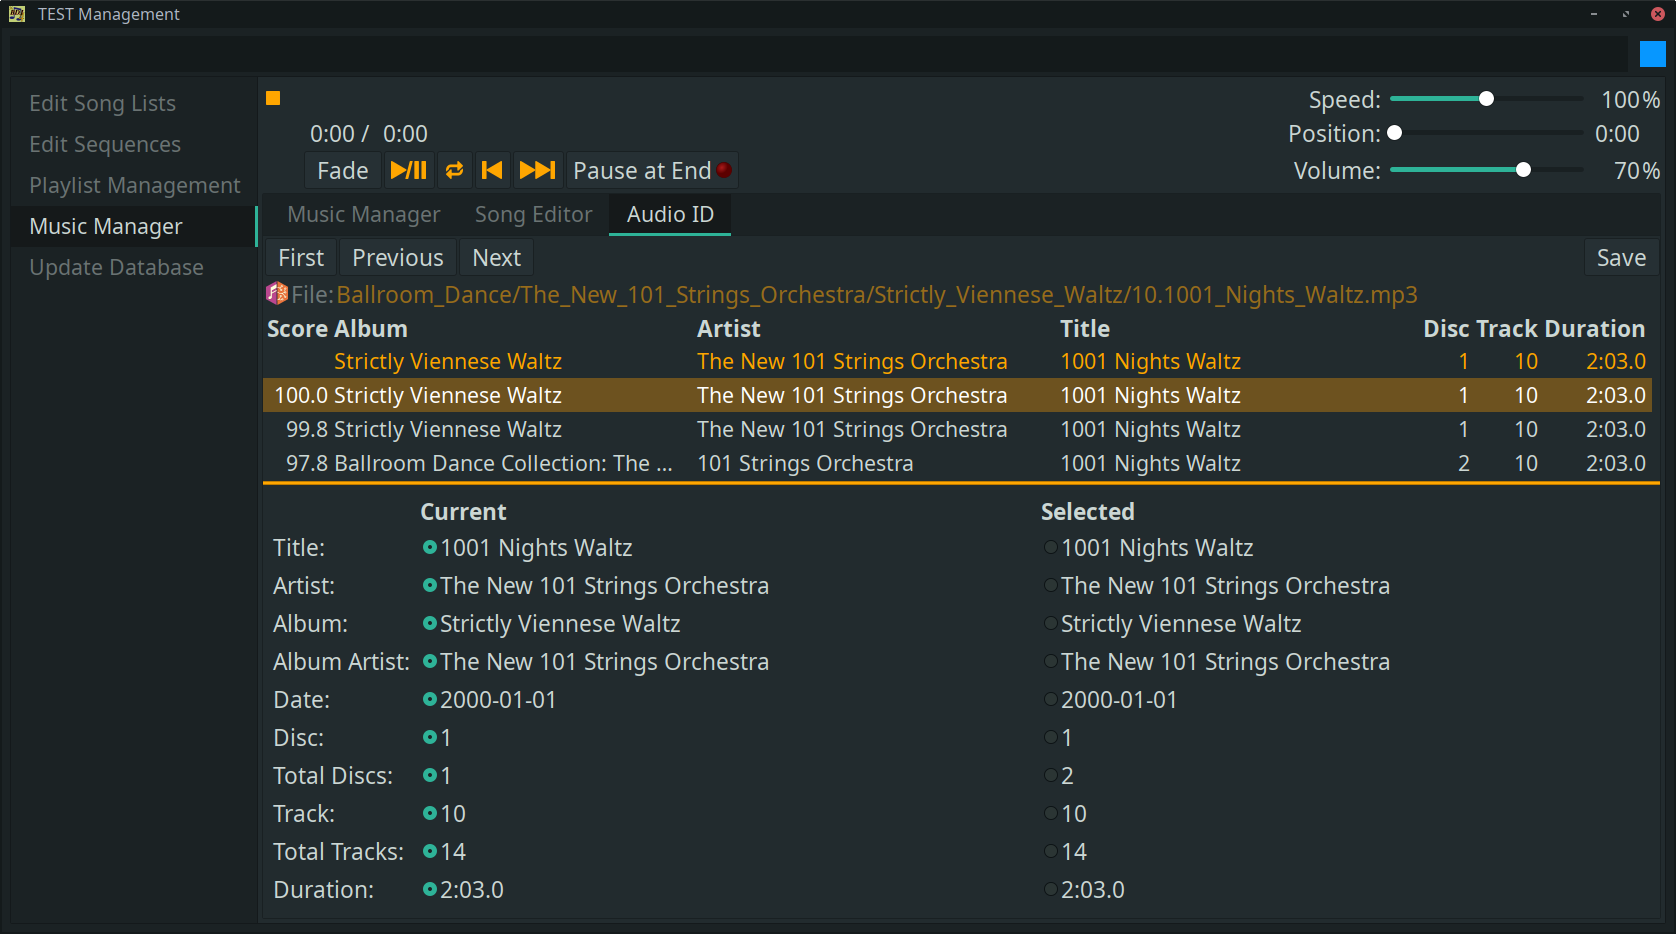 TEST Management
Edit Song Lists
Edit Sequences
Playlist Management
Music Manager
Update Database
Speed: 100%
0:00 / 0:00
Position: 0:00
Fade Pause at End
Volume: 70%
Music Manager Song Editor Audio ID
First Previous Next Save
File: Ballroom_Dance/The_New_101_Strings_Orchestra/Strictly_Viennese_Waltz/10.1001_Nights_Waltz.mp3
Score Album Artist Title Disc Track Duration
Strictly Viennese Waltz The New 101 Strings Orchestra 1001 Nights Waltz 1 10 2:03.0
100.0 Strictly Viennese Waltz The New 101 Strings Orchestra 1001 Nights Waltz 1 10 2:03.0
99.8 Strictly Viennese Waltz The New 101 Strings Orchestra 1001 Nights Waltz 1 10 2:03.0
97.8 Ballroom Dance Collection: The ... 101 Strings Orchestra 1001 Nights Waltz 2 10 2:03.0
Current Selected
Title: 1001 Nights Waltz 1001 Nights Waltz
Artist: The New 101 Strings Orchestra The New 101 Strings Orchestra
Album: Strictly Viennese Waltz Strictly Viennese Waltz
Album Artist: The New 101 Strings Orchestra The New 101 Strings Orchestra
Date: 2000-01-01 2000-01-01
Disc: 1 1
Total Discs: 1 2
Track: 10 10
Total Tracks: 14 14
Duration: 2:03.0 2:03.0